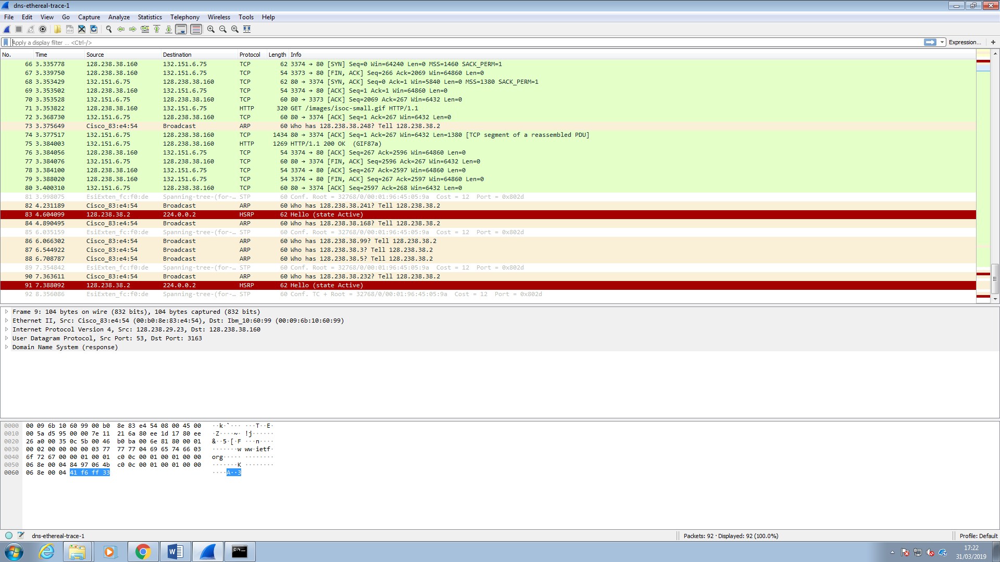 dns-ethereal-trace-1
File Edit View Go Capture Analyze Statistics Telephony Wireless Tools Help
Apply a display filter ... <Ctrl-/> Expression... +
No. Time Source Destination Protocol Length Info
66 3.335778 128.238.38.160 132.151.6.75 TCP 62 3374 → 80 [SYN] Seq=0 Win=64240 Len=0 MSS=1460 SACK_PERM=1
67 3.339750 128.238.38.160 132.151.6.75 TCP 54 3373 → 80 [FIN, ACK] Seq=266 Ack=2069 Win=64860 Len=0
68 3.353429 132.151.6.75 128.238.38.160 TCP 62 80 → 3374 [SYN, ACK] Seq=0 Ack=1 Win=5840 Len=0 MSS=1380 SACK_PERM=1
69 3.353502 128.238.38.160 132.151.6.75 TCP 54 3374 → 80 [ACK] Seq=1 Ack=1 Win=64860 Len=0
70 3.353528 132.151.6.75 128.238.38.160 TCP 60 80 → 3373 [ACK] Seq=2069 Ack=267 Win=6432 Len=0
71 3.353822 128.238.38.160 132.151.6.75 HTTP 320 GET /images/isoc-small.gif HTTP/1.1
72 3.368730 132.151.6.75 128.238.38.160 TCP 60 80 → 3374 [ACK] Seq=1 Ack=267 Win=6432 Len=0
73 3.375649 Cisco_83:e4:54 Broadcast ARP 60 Who has 128.238.38.248? Tell 128.238.38.2
74 3.377517 132.151.6.75 128.238.38.160 TCP 1434 80 → 3374 [ACK] Seq=1 Ack=267 Win=6432 Len=1380 [TCP segment of a reassembled PDU]
75 3.384003 132.151.6.75 128.238.38.160 HTTP 1269 HTTP/1.1 200 OK (GIF87a)
76 3.384056 128.238.38.160 132.151.6.75 TCP 54 3374 → 80 [ACK] Seq=267 Ack=2596 Win=64860 Len=0
77 3.384076 132.151.6.75 128.238.38.160 TCP 60 80 → 3374 [FIN, ACK] Seq=2596 Ack=267 Win=6432 Len=0
78 3.384100 128.238.38.160 132.151.6.75 TCP 54 3374 → 80 [ACK] Seq=267 Ack=2597 Win=64860 Len=0
79 3.388020 128.238.38.160 132.151.6.75 TCP 54 3374 → 80 [FIN, ACK] Seq=267 Ack=2597 Win=64860 Len=0
80 3.400310 132.151.6.75 128.238.38.160 TCP 60 80 → 3374 [ACK] Seq=2597 Ack=268 Win=6432 Len=0
81 3.998075 EsiExten_fc:f0:de Spanning-tree-(for-… STP 60 Conf. Root = 32768/0/00:01:96:45:05:9a Cost = 12 Port = 0x802d
82 4.231189 Cisco_83:e4:54 Broadcast ARP 60 Who has 128.238.38.241? Tell 128.238.38.2
83 4.604099 128.238.38.2 224.0.0.2 HSRP 62 Hello (state Active)
84 4.890495 Cisco_83:e4:54 Broadcast ARP 60 Who has 128.238.38.168? Tell 128.238.38.2
85 6.035159 EsiExten_fc:f0:de Spanning-tree-(for-… STP 60 Conf. Root = 32768/0/00:01:96:45:05:9a Cost = 12 Port = 0x802d
86 6.066302 Cisco_83:e4:54 Broadcast ARP 60 Who has 128.238.38.99? Tell 128.238.38.2
87 6.544922 Cisco_83:e4:54 Broadcast ARP 60 Who has 128.238.38.3? Tell 128.238.38.2
88 6.708787 Cisco_83:e4:54 Broadcast ARP 60 Who has 128.238.38.5? Tell 128.238.38.2
89 7.354842 EsiExten_fc:f0:de Spanning-tree-(for-… STP 60 Conf. Root = 32768/0/00:01:96:45:05:9a Cost = 12 Port = 0x802d
90 7.363611 Cisco_83:e4:54 Broadcast ARP 60 Who has 128.238.38.232? Tell 128.238.38.2
91 7.388092 128.238.38.2 224.0.0.2 HSRP 62 Hello (state Active)
92 8.356086 EsiExten_fc:f0:de Spanning-tree-(for-… STP 60 Conf. TC + Root = 32768/0/00:01:96:45:05:9a Cost = 12 Port = 0x802d
Frame 9: 104 bytes on wire (832 bits), 104 bytes captured (832 bits)
Ethernet II, Src: Cisco_83:e4:54 (00:b0:8e:83:e4:54), Dst: Ibm_10:60:99 (00:09:6b:10:60:99)
Internet Protocol Version 4, Src: 128.238.29.23, Dst: 128.238.38.160
User Datagram Protocol, Src Port: 53, Dst Port: 3163
Domain Name System (response)
0000 00 09 6b 10 60 99 00 b0 8e 83 e4 54 08 00 45 00 ··k·`··· ···T··E·
0010 00 5a d5 95 00 00 7e 11 21 6a 80 ee 1d 17 80 ee ·Z····~· !j······
0020 26 a0 00 35 0c 5b 00 46 b0 ba 00 6e 81 80 00 01 &··5·[·F ···n····
0030 00 02 00 00 00 00 03 77 77 77 04 69 65 74 66 03 ·······w ww·ietf·
0040 6f 72 67 00 00 01 00 01 c0 0c 00 01 00 01 00 00 org····· ········
0050 06 8e 00 04 84 97 06 4b c0 0c 00 01 00 01 00 00 ·······K ········
0060 06 8e 00 04 41 f6 ff 33 ····A··3
dns-ethereal-trace-1 Packets: 92 · Displayed: 92 (100.0%) Profile: Default
C:\_
17:22
31/03/2019